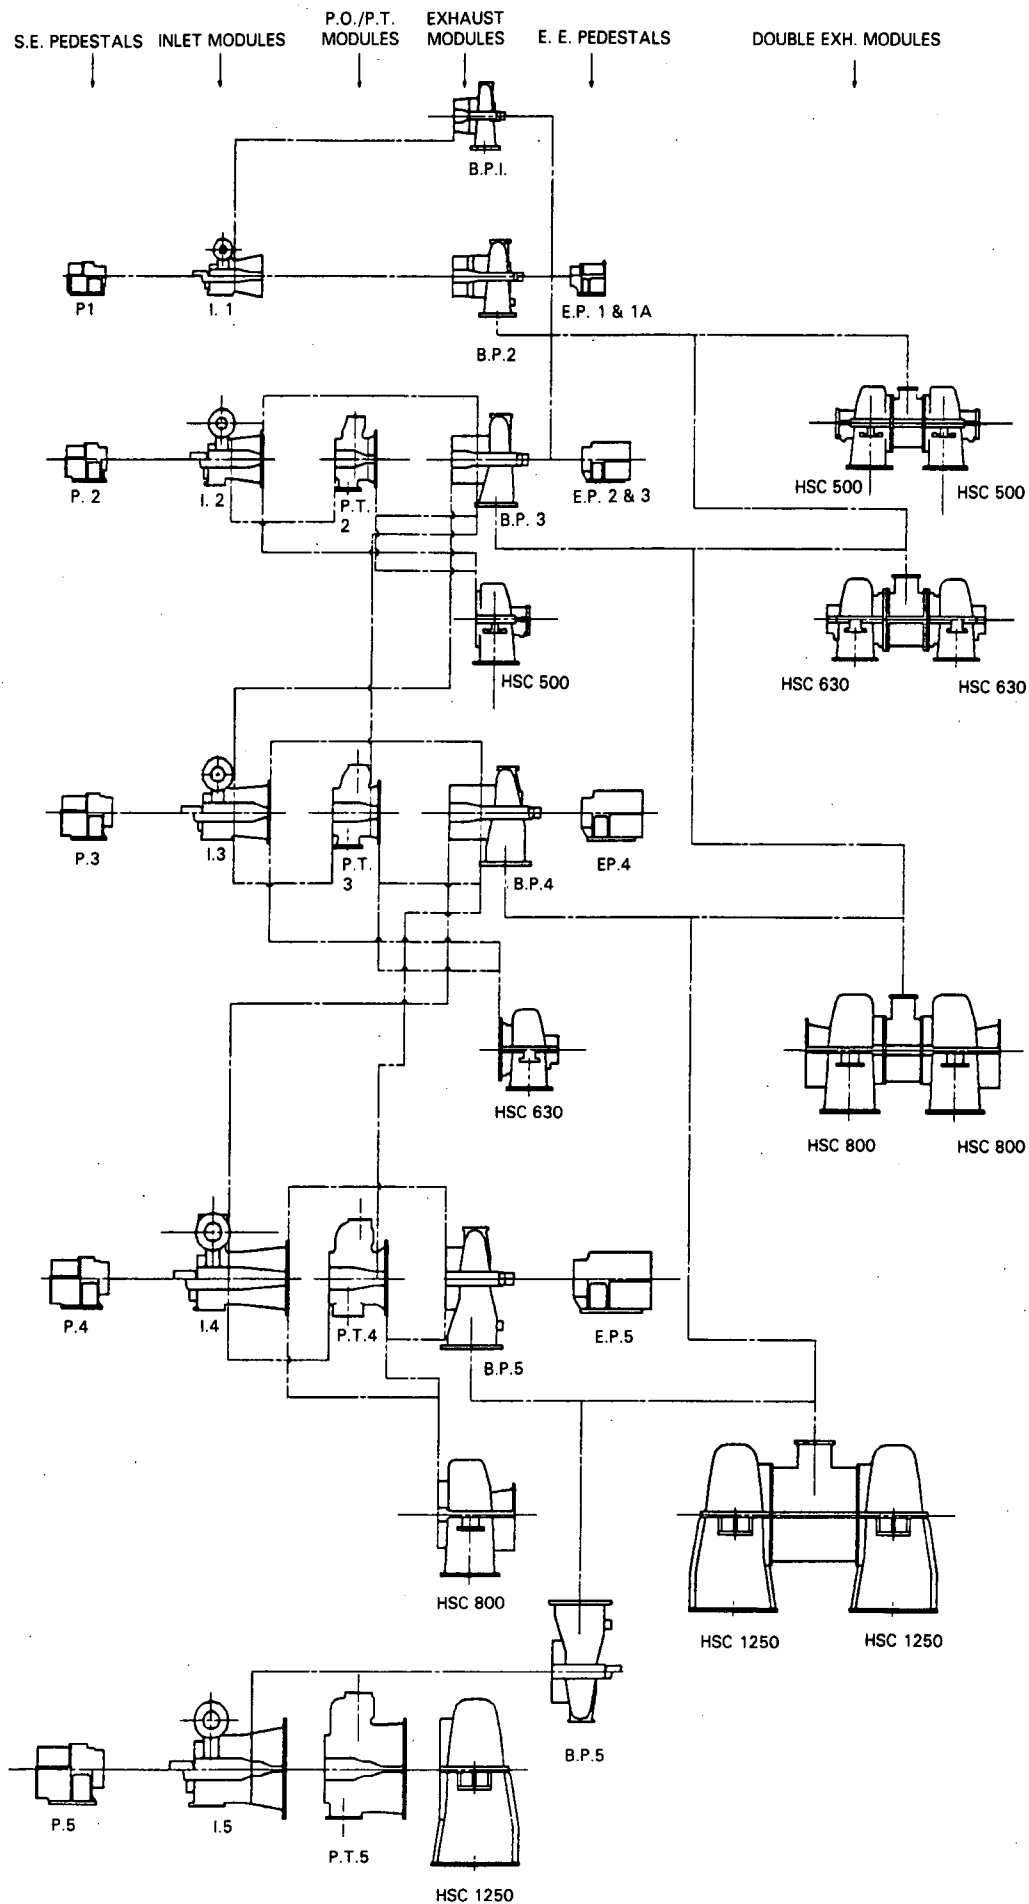 P.O./P.T. EXHAUST
S.E. PEDESTALS INLET MODULES MODULES MODULES E. E. PEDESTALS DOUBLE EXH. MODULES
B.P.I.
P1 I. 1 E.P. 1 & 1A
B.P.2
HSC 500 HSC 500
P. 2 I. 2 P.T. E.P. 2 & 3
2 B.P. 3
HSC 500 HSC 630 HSC 630
P.3 I.3 P.T. EP.4
3 B.P.4
HSC 630
HSC 800 HSC 800
P.4 I.4 P.T.4 E.P.5
B.P.5
HSC 800
HSC 1250 HSC 1250
B.P.5
P.5 I.5
P.T.5
HSC 1250